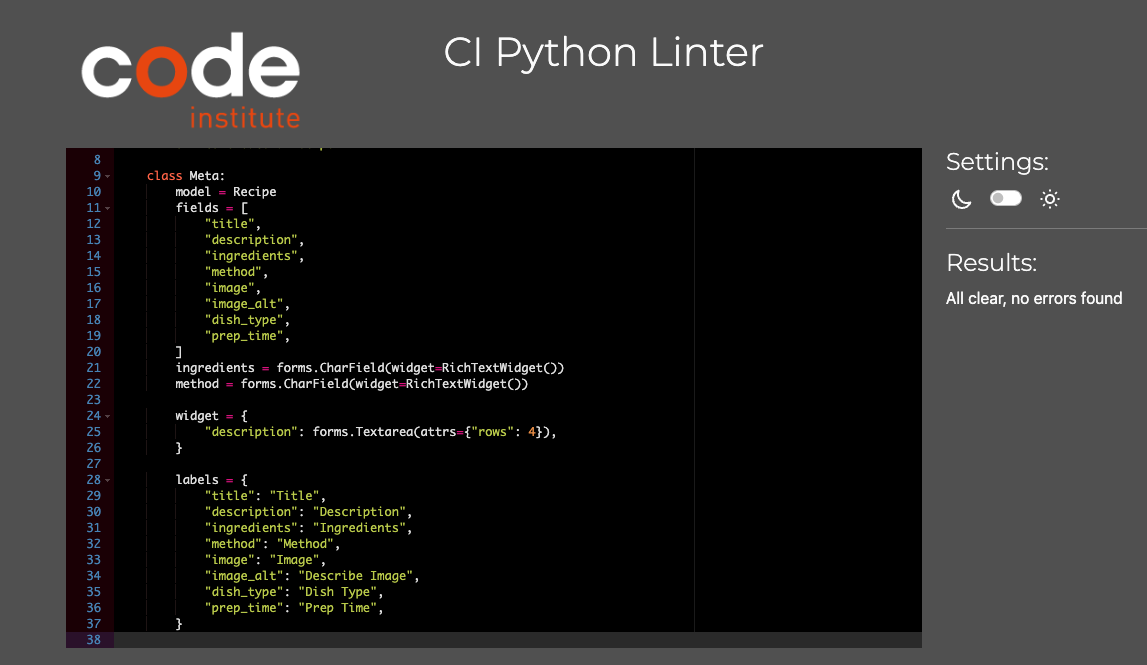 code
institute
CI Python Linter
8
9 class Meta:
10 model = Recipe
11 fields = [
12 "title",
13 "description",
14 "ingredients",
15 "method",
16 "image",
17 "image_alt",
18 "dish_type",
19 "prep_time",
20 ]
21 ingredients = forms.CharField(widget=RichTextWidget())
22 method = forms.CharField(widget=RichTextWidget())
23
24 widget = {
25 "description": forms.Textarea(attrs={"rows": 4}),
26 }
27
28 labels = {
29 "title": "Title",
30 "description": "Description",
31 "ingredients": "Ingredients",
32 "method": "Method",
33 "image": "Image",
34 "image_alt": "Describe Image",
35 "dish_type": "Dish Type",
36 "prep_time": "Prep Time",
37 }
38
Settings:
Results:
All clear, no errors found